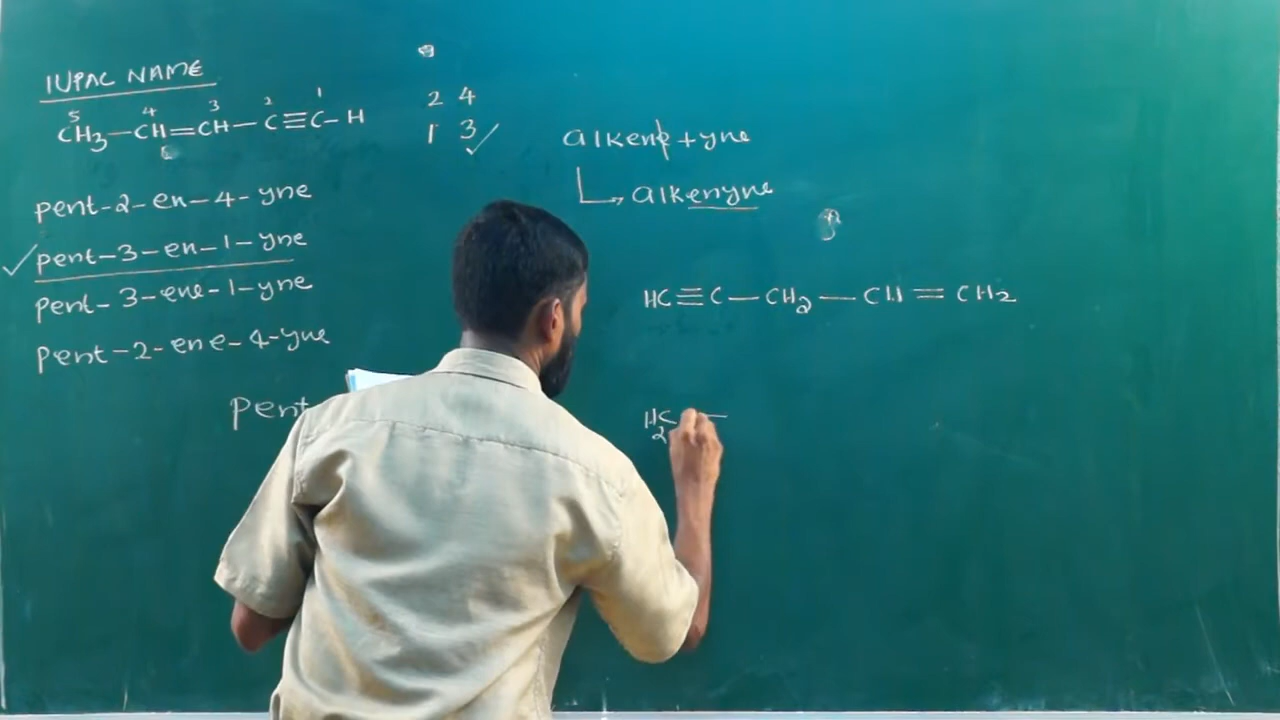 IUPAC NAME
5 4 3 2 1
CH3—CH=CH—C≡C—H
2 4
1 3 ✓
pent-2-en-4-yne
✓ pent-3-en-1-yne
pent-3-ene-1-yne
pent-2-ene-4-yne
pent
alkene+yne
alkenyne
HC≡C—CH2—CH=CH2
H2C —